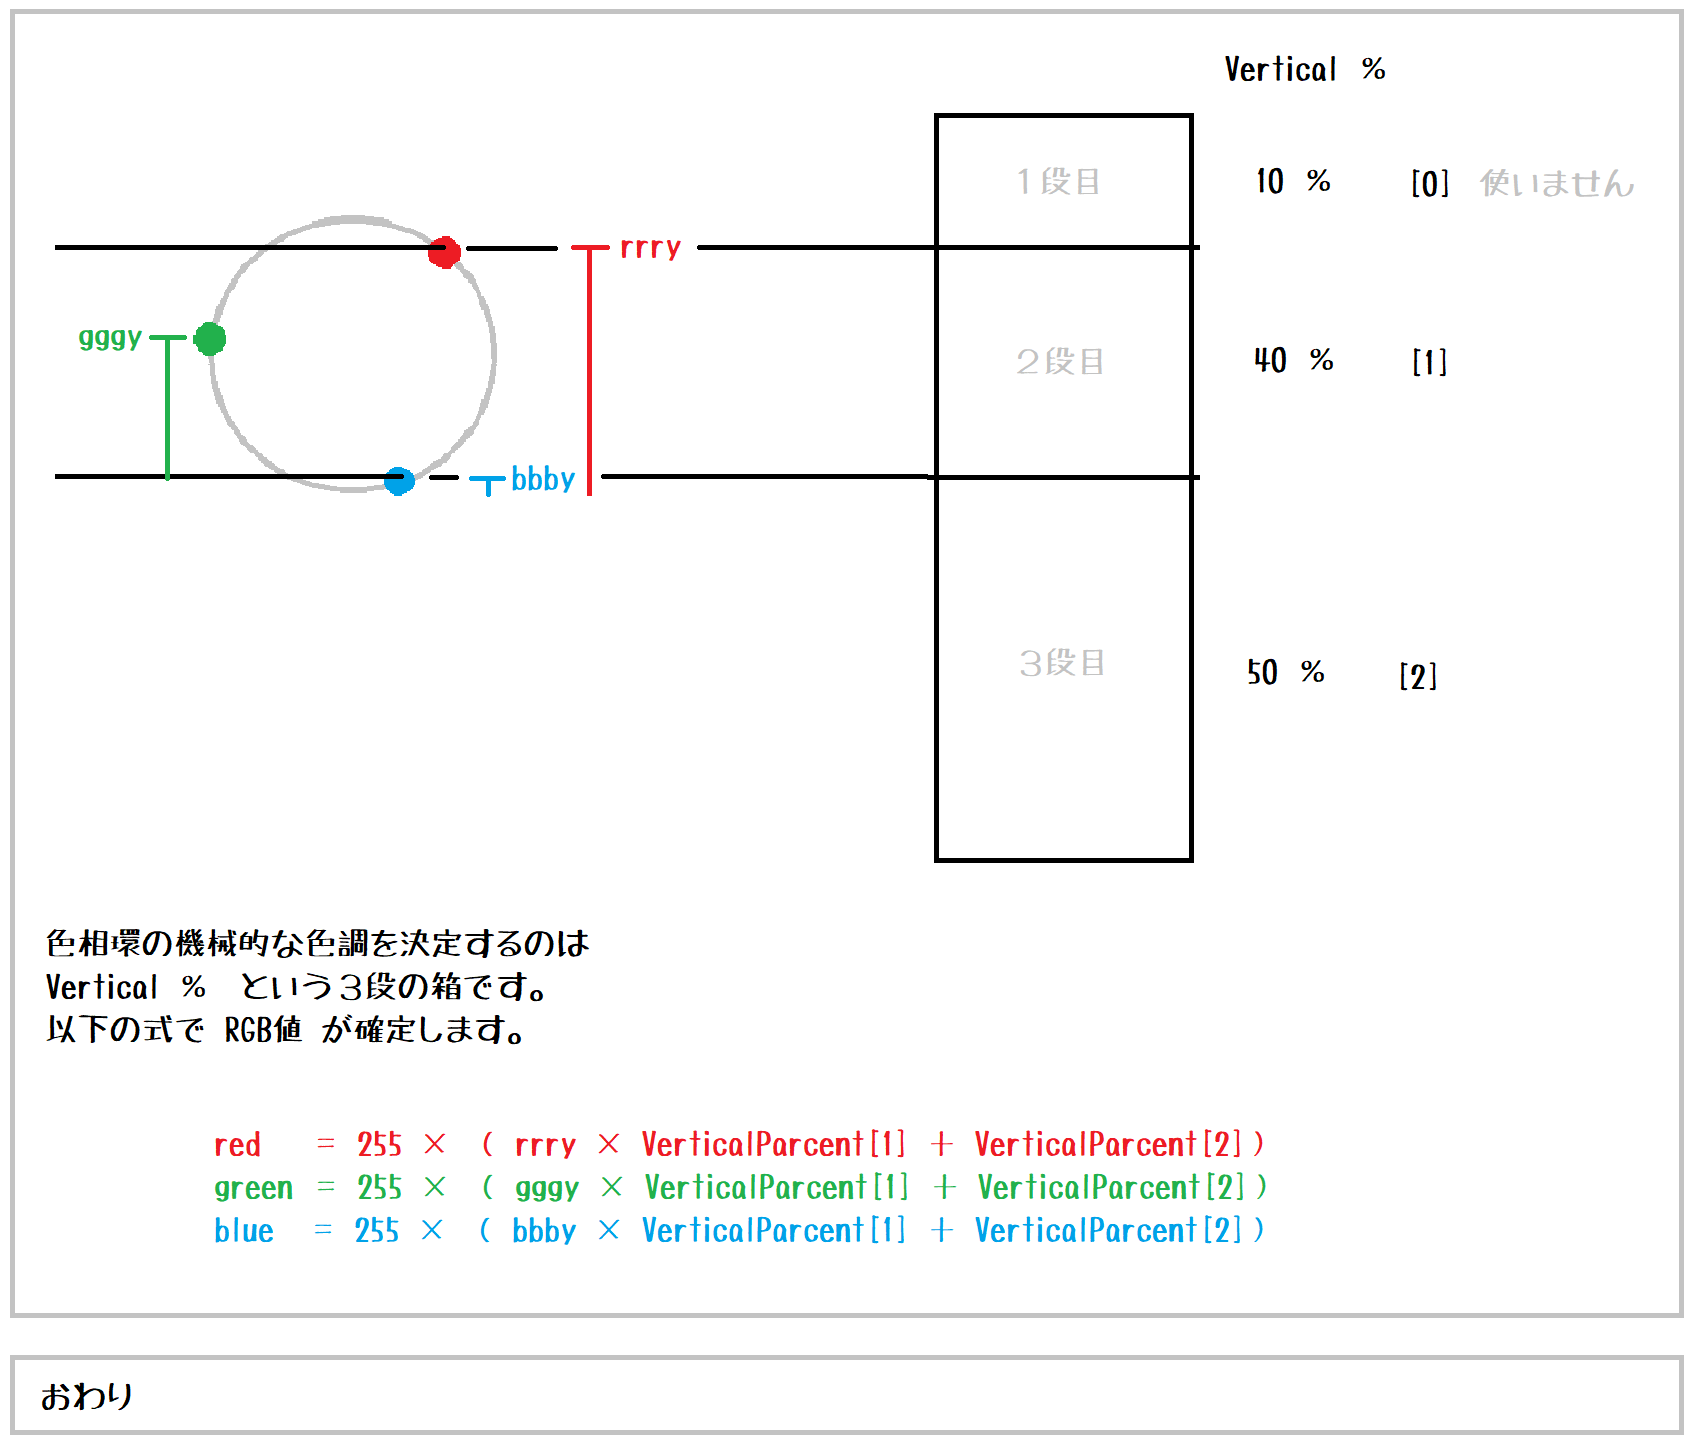 Vertical %
1段目
10 % [0] 使いません
rrry
gggy
2段目
40 % [1]
bbby
3段目
50 % [2]
色相環の機械的な色調を決定するのは
Vertical % という3段の箱です。
以下の式で RGB値 が確定します。
red = 255 × ( rrry × VerticalParcent[1] + VerticalParcent[2] )
green = 255 × ( gggy × VerticalParcent[1] + VerticalParcent[2] )
blue = 255 × ( bbby × VerticalParcent[1] + VerticalParcent[2] )
おわり